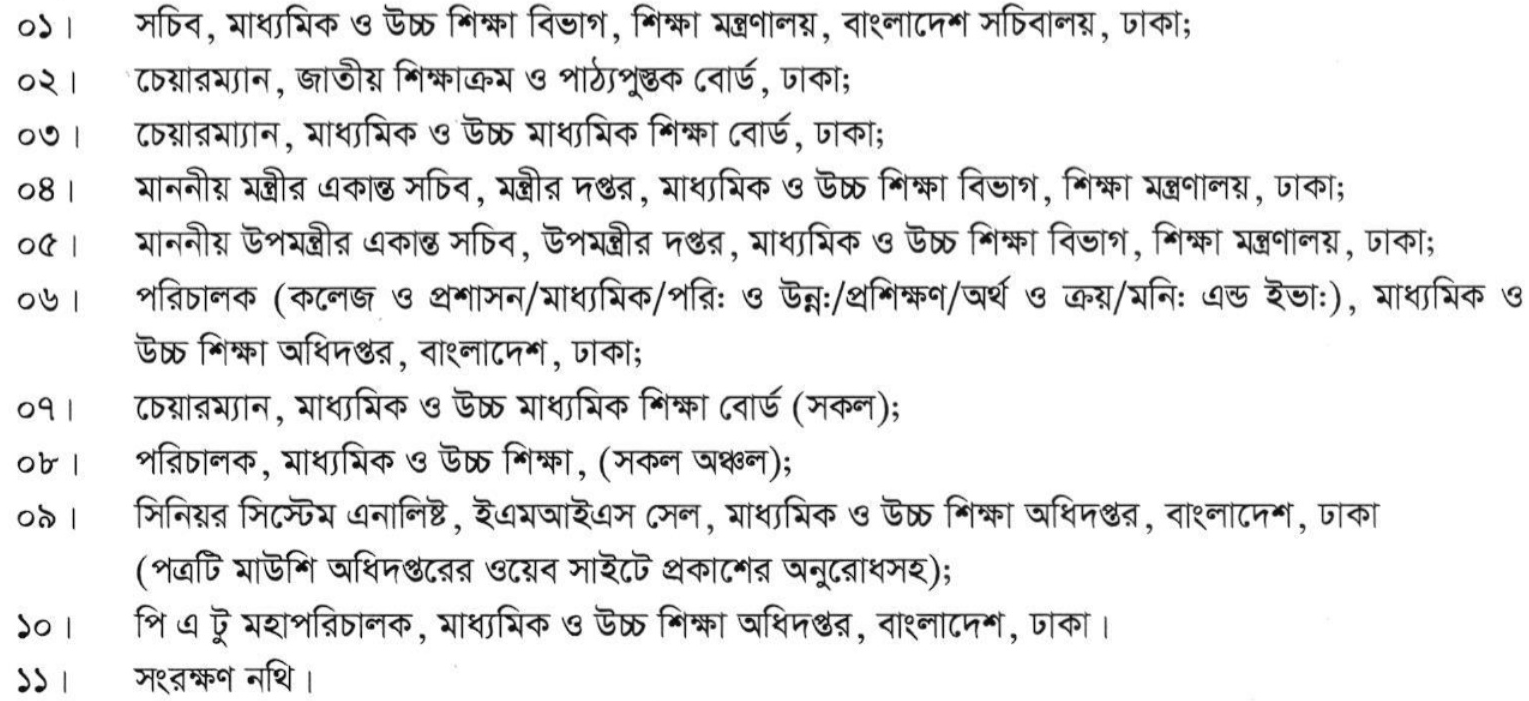 ০১। সচিব, মাধ্যমিক ও উচ্চ শিক্ষা বিভাগ, শিক্ষা মন্ত্রণালয়, বাংলাদেশ সচিবালয়, ঢাকা;
০২। চেয়ারম্যান, জাতীয় শিক্ষাক্রম ও পাঠ্যপুস্তক বোর্ড, ঢাকা;
০৩। চেয়ারম্যান, মাধ্যমিক ও উচ্চ মাধ্যমিক শিক্ষা বোর্ড, ঢাকা;
০৪। মাননীয় মন্ত্রীর একান্ত সচিব, মন্ত্রীর দপ্তর, মাধ্যমিক ও উচ্চ শিক্ষা বিভাগ, শিক্ষা মন্ত্রণালয়, ঢাকা;
০৫। মাননীয় উপমন্ত্রীর একান্ত সচিব, উপমন্ত্রীর দপ্তর, মাধ্যমিক ও উচ্চ শিক্ষা বিভাগ, শিক্ষা মন্ত্রণালয়, ঢাকা;
০৬। পরিচালক (কলেজ ও প্রশাসন/মাধ্যমিক/পরি: ও উন্ন:/প্রশিক্ষণ/অর্থ ও ক্রয়/মনি: এন্ড ইভা:), মাধ্যমিক ও
উচ্চ শিক্ষা অধিদপ্তর, বাংলাদেশ, ঢাকা;
০৭। চেয়ারম্যান, মাধ্যমিক ও উচ্চ মাধ্যমিক শিক্ষা বোর্ড (সকল);
০৮। পরিচালক, মাধ্যমিক ও উচ্চ শিক্ষা, (সকল অঞ্চল);
০৯। সিনিয়র সিস্টেম এনালিষ্ট, ইএমআইএস সেল, মাধ্যমিক ও উচ্চ শিক্ষা অধিদপ্তর, বাংলাদেশ, ঢাকা
(পত্রটি মাউশি অধিদপ্তরের ওয়েব সাইটে প্রকাশের অনুরোধসহ);
১০। পি এ টু মহাপরিচালক, মাধ্যমিক ও উচ্চ শিক্ষা অধিদপ্তর, বাংলাদেশ, ঢাকা।
১১। সংরক্ষণ নথি।